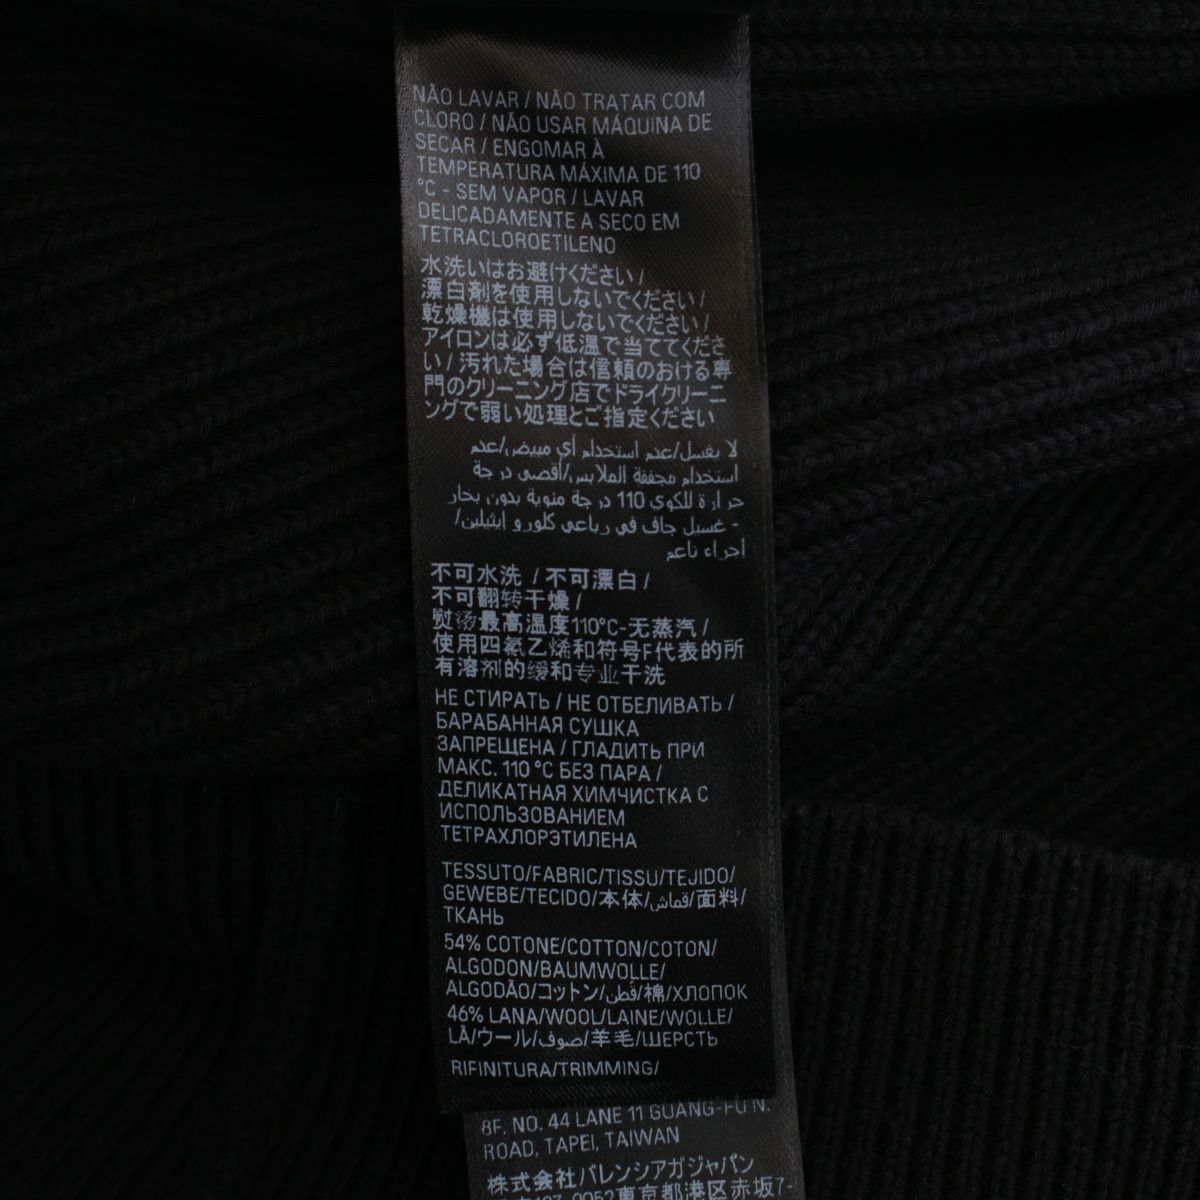 NÃO LAVAR / NÃO TRATAR COM
CLORO / NÃO USAR MÁQUINA DE
SECAR / ENGOMAR À
TEMPERATURA MÁXIMA DE 110
°C - SEM VAPOR / LAVAR
DELICADAMENTE A SECO EM
TETRACLOROETILENO
水洗いはお避けください/
漂白剤を使用しないでください/
乾燥機は使用しないでください/
アイロンは必ず低温で当ててくださ
い/汚れた場合は信頼のおける専
門のクリーニング店でドライクリーニ
ングで弱い処理とご指定ください
لا يغسل/عدم استخدام أي مبيض/عدم
استخدام مجففة الملابس/أقصى درجة
حرارة للكوي 110 درجة مئوية بدون بخار
- غسيل جاف في رباعي كلورو ايثيلين/
اجراء ناعم
不可水洗 / 不可漂白 /
不可翻转干燥 /
熨烫最高温度110°C-无蒸汽 /
使用四氯乙烯和符号F代表的所
有溶剂的缓和专业干洗
НЕ СТИРАТЬ / НЕ ОТБЕЛИВАТЬ /
БАРАБАННАЯ СУШКА
ЗАПРЕЩЕНА / ГЛАДИТЬ ПРИ
МАКС. 110 °C БЕЗ ПАРА /
ДЕЛИКАТНАЯ ХИМЧИСТКА С
ИСПОЛЬЗОВАНИЕМ
ТЕТРАХЛОРЭТИЛЕНА
TESSUTO/FABRIC/TISSU/TEJIDO/
GEWEBE/TECIDO/本体/قماش/面料/
ТКАНЬ
54% COTONE/COTTON/COTON/
ALGODON/BAUMWOLLE/
ALGODÃO/コットン/قطن/棉/ХЛОПОК
46% LANA/WOOL/LAINE/WOLLE/
LÃ/ウール/صوف/羊毛/ШЕРСТЬ
RIFINITURA/TRIMMING/
8F. NO. 44 LANE 11 GUANG-FU N.
ROAD, TAPEI, TAIWAN
株式会社バレンシアガジャパン
0052東京都港区赤坂7-